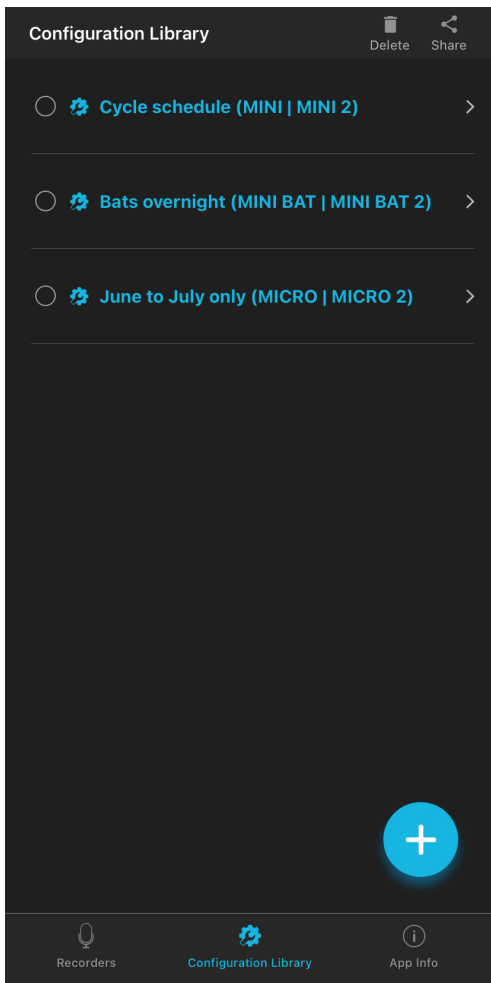 Configuration Library
Delete Share
Cycle schedule (MINI | MINI 2)
Bats overnight (MINI BAT | MINI BAT 2)
June to July only (MICRO | MICRO 2)
Recorders Configuration Library App Info